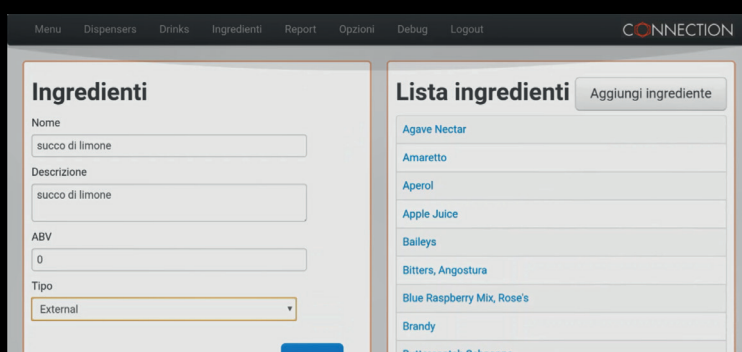 Menu Dispensers Drinks Ingredienti Report Opzioni Debug Logout CONNECTION
Ingredienti
Nome
succo di limone
Descrizione
succo di limone
ABV
0
Tipo
External
Lista ingredienti Aggiungi ingrediente
Agave Nectar
Amaretto
Aperol
Apple Juice
Baileys
Bitters, Angostura
Blue Raspberry Mix, Rose's
Brandy